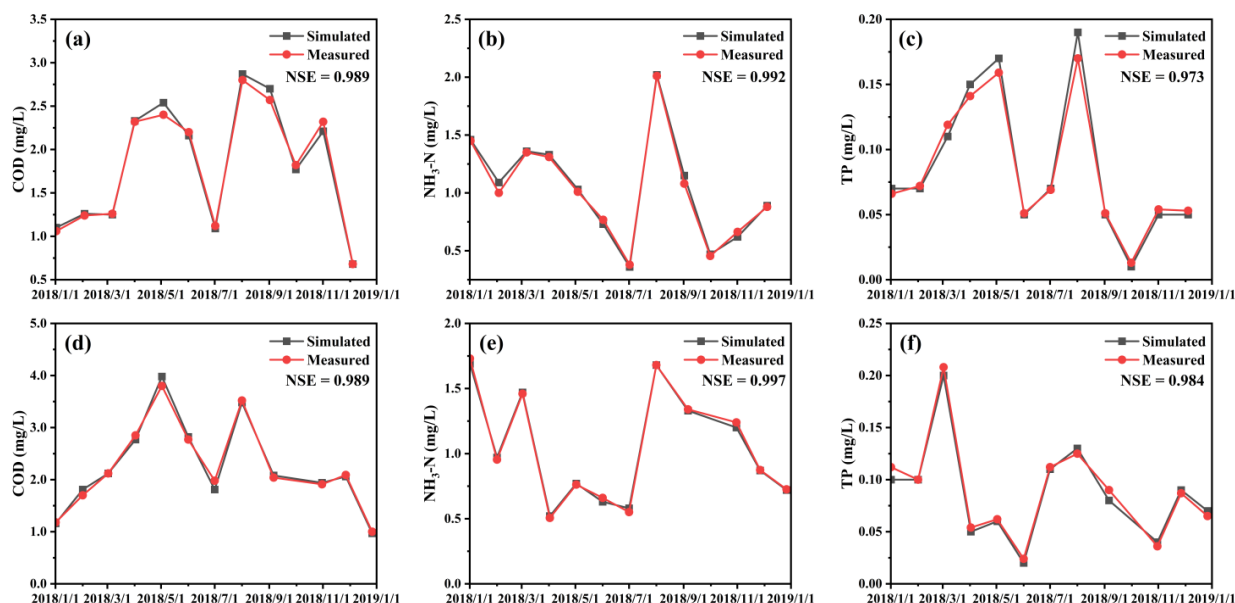 (a)
Simulated
Measured
NSE = 0.989
COD (mg/L)
3.5
3.0
2.5
2.0
1.5
1.0
0.5
2018/1/1 2018/3/1 2018/5/1 2018/7/1 2018/9/1 2018/11/1 2019/1/1
(b)
Simulated
Measured
NSE = 0.992
NH₃-N (mg/L)
2.5
2.0
1.5
1.0
0.5
2018/1/1 2018/3/1 2018/5/1 2018/7/1 2018/9/1 2018/11/1 2019/1/1
(c)
Simulated
Measured
NSE = 0.973
TP (mg/L)
0.20
0.15
0.10
0.05
0.00
2018/1/1 2018/3/1 2018/5/1 2018/7/1 2018/9/1 2018/11/1 2019/1/1
(d)
Simulated
Measured
NSE = 0.989
COD (mg/L)
5.0
4.0
3.0
2.0
1.0
0.0
2018/1/1 2018/3/1 2018/5/1 2018/7/1 2018/9/1 2018/11/1 2019/1/1
(e)
Simulated
Measured
NSE = 0.997
NH₃-N (mg/L)
2.0
1.5
1.0
0.5
0.0
2018/1/1 2018/3/1 2018/5/1 2018/7/1 2018/9/1 2018/11/1 2019/1/1
(f)
Simulated
Measured
NSE = 0.984
TP (mg/L)
0.25
0.20
0.15
0.10
0.05
0.00
2018/1/1 2018/3/1 2018/5/1 2018/7/1 2018/9/1 2018/11/1 2019/1/1